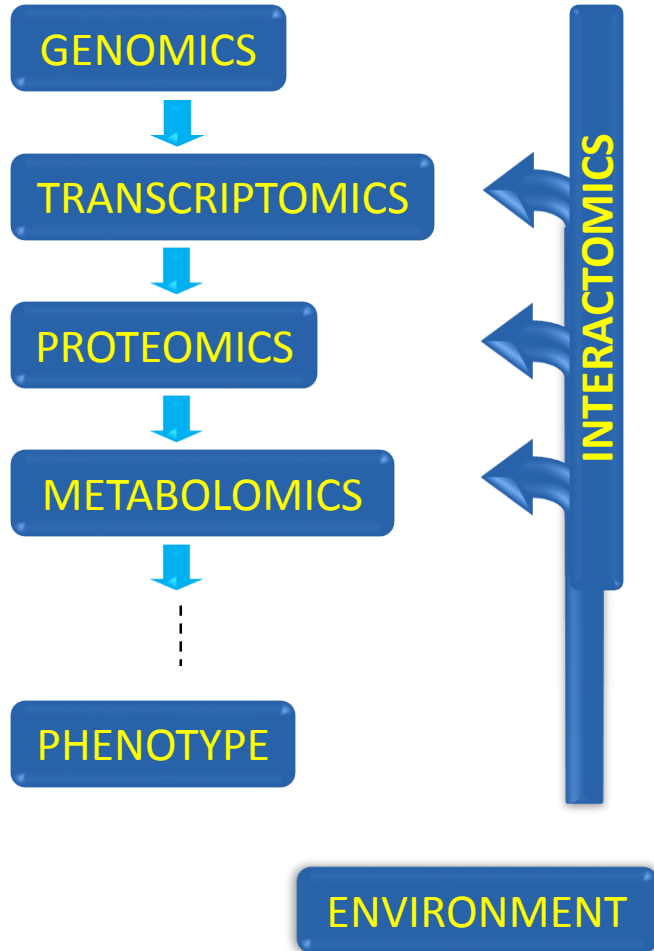 GENOMICS
TRANSCRIPTOMICS
PROTEOMICS
METABOLOMICS
PHENOTYPE
INTERACTOMICS
ENVIRONMENT